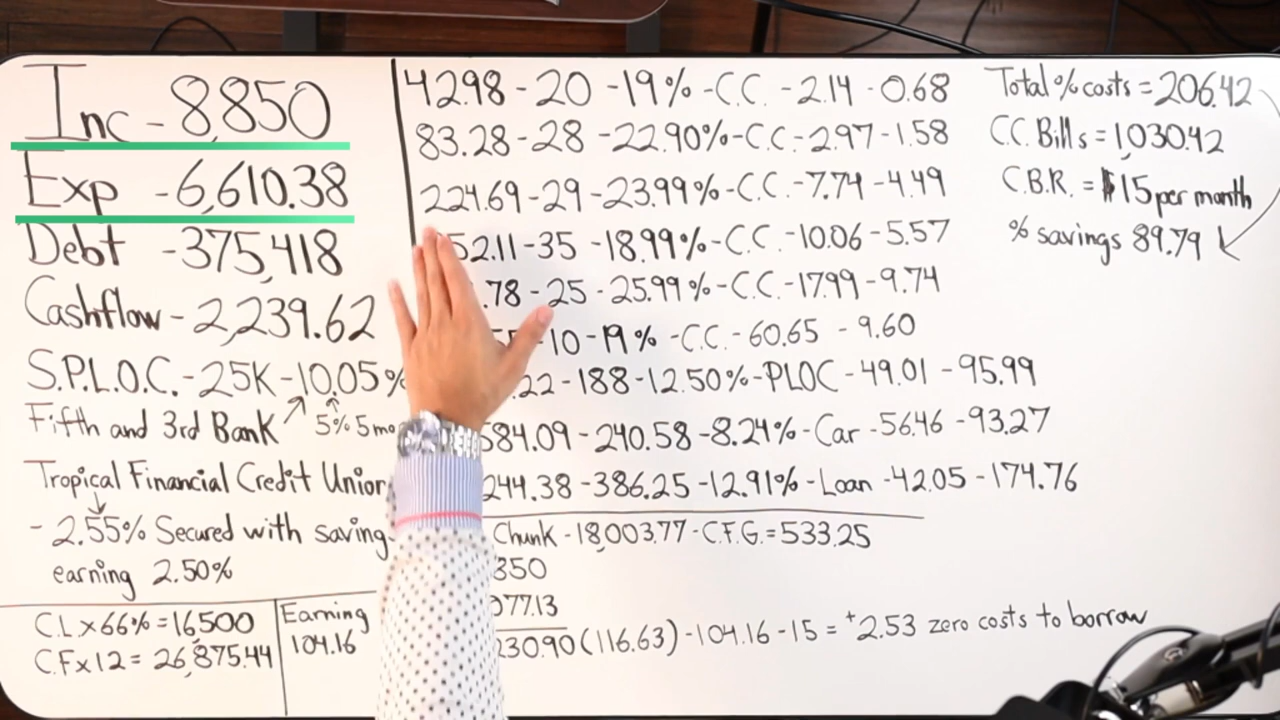 Inc - 8,850
Exp - 6,610.38
Debt - 375,418
Cashflow - 2,239.62
S.P.L.O.C. - 25K - 10.05%
Fifth and 3rd Bank 5% 5mo
Tropical Financial Credit Union
- 2.55% Secured with saving
earning 2.50%
C.L x 66% = 16,500
C.F x 12 = 26,875.44
Earning
104.16
42.98 - 20 - 19% - C.C. - 2.14 - 0.68
83.28 - 28 - 22.90% - C.C. - 2.97 - 1.58
224.69 - 29 - 23.99% - C.C. - 7.74 - 4.49
52.11 - 35 - 18.99% - C.C. - 10.06 - 5.57
.78 - 25 - 25.99% - C.C. - 17.99 - 9.74
10 - 19% - C.C. - 60.65 - 9.60
.22 - 188 - 12.50% - PLOC - 49.01 - 95.99
584.09 - 240.58 - 8.24% - Car - 56.46 - 93.27
244.38 - 386.25 - 12.91% - Loan - 42.05 - 174.76
Chunk - 18,003.77 - C.F.G. = 533.25
350
077.13
230.90 (116.63) - 104.16 - 15 = +2.53 zero costs to borrow
Total % costs = 206.42
C.C. Bills = 1,030.42
C.B.R. = $15 per month
% savings 89.79